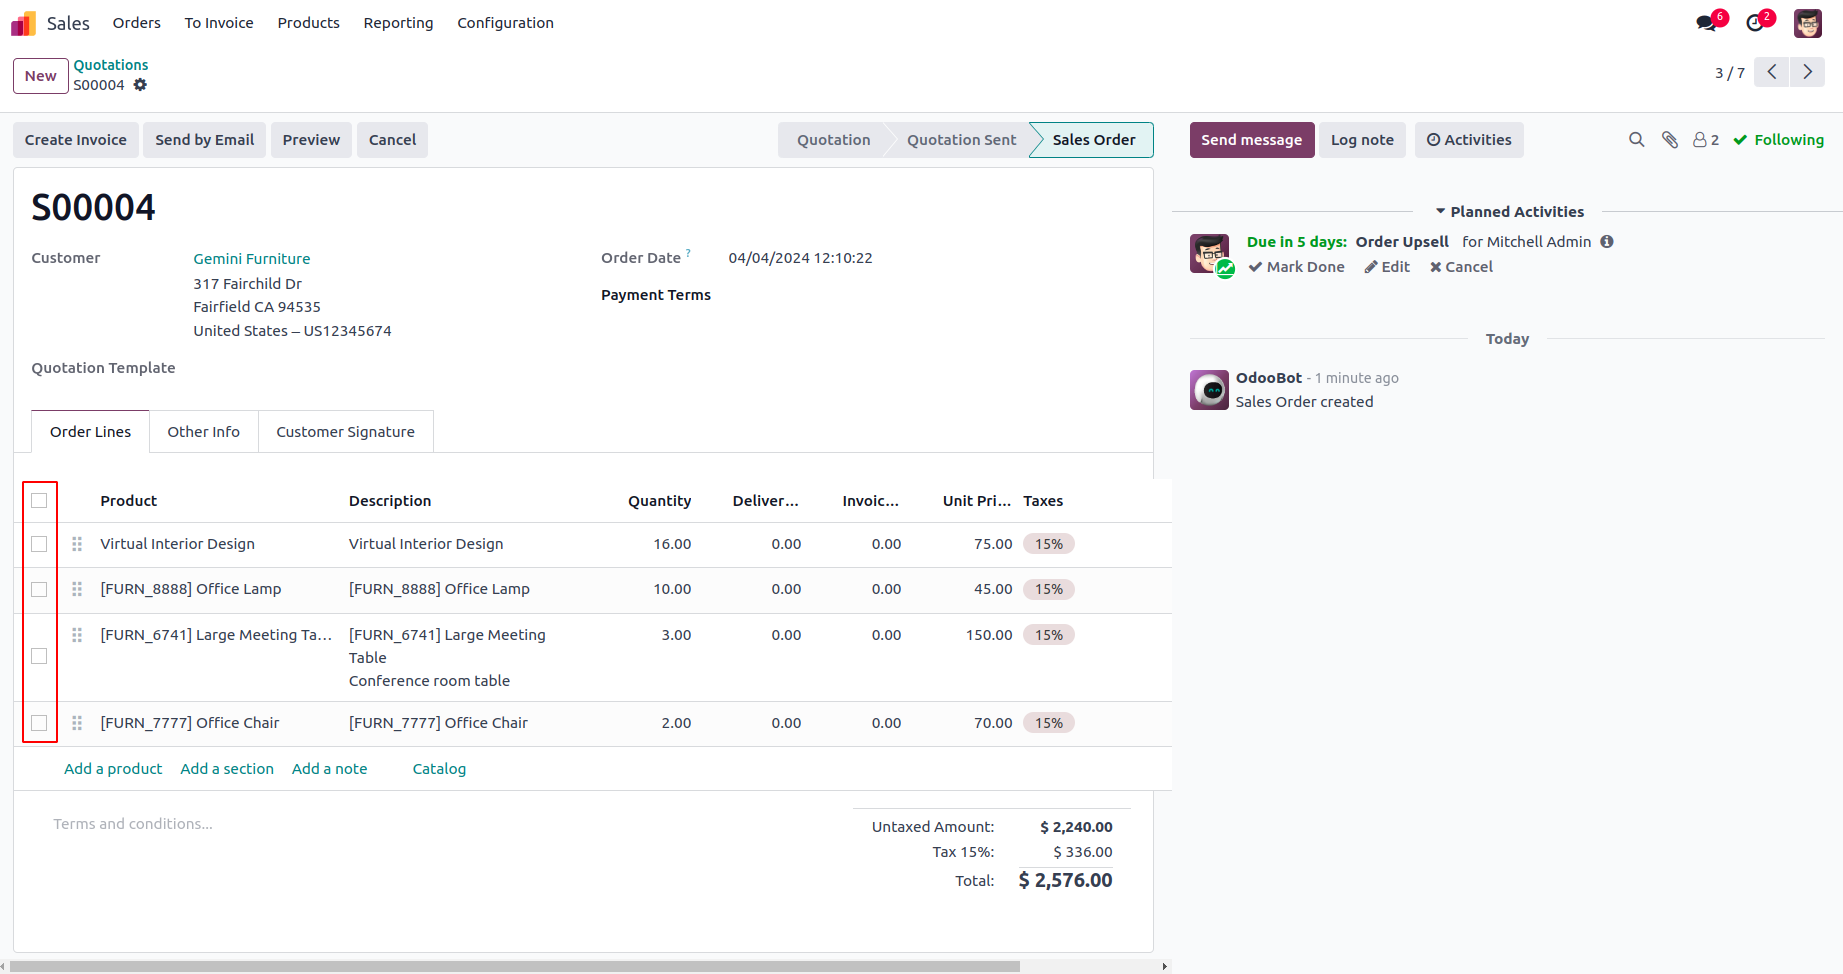 Sales Orders To Invoice Products Reporting Configuration 6 2
New Quotations
S00004 3 / 7
Create Invoice Send by Email Preview Cancel Quotation Quotation Sent Sales Order Send message Log note Activities 2 Following
S00004
Planned Activities
Due in 5 days: Order Upsell for Mitchell Admin
Mark Done Edit Cancel
Customer Gemini Furniture Order Date ? 04/04/2024 12:10:22
317 Fairchild Dr
Fairfield CA 94535 Payment Terms
United States – US12345674
Today
Quotation Template
OdooBot - 1 minute ago
Sales Order created
Order Lines Other Info Customer Signature
Product Description Quantity Deliver... Invoic... Unit Pri... Taxes
Virtual Interior Design Virtual Interior Design 16.00 0.00 0.00 75.00 15%
[FURN_8888] Office Lamp [FURN_8888] Office Lamp 10.00 0.00 0.00 45.00 15%
[FURN_6741] Large Meeting Ta... [FURN_6741] Large Meeting 3.00 0.00 0.00 150.00 15%
Table
Conference room table
[FURN_7777] Office Chair [FURN_7777] Office Chair 2.00 0.00 0.00 70.00 15%
Add a product Add a section Add a note Catalog
Terms and conditions...
Untaxed Amount: $ 2,240.00
Tax 15%: $ 336.00
Total: $ 2,576.00